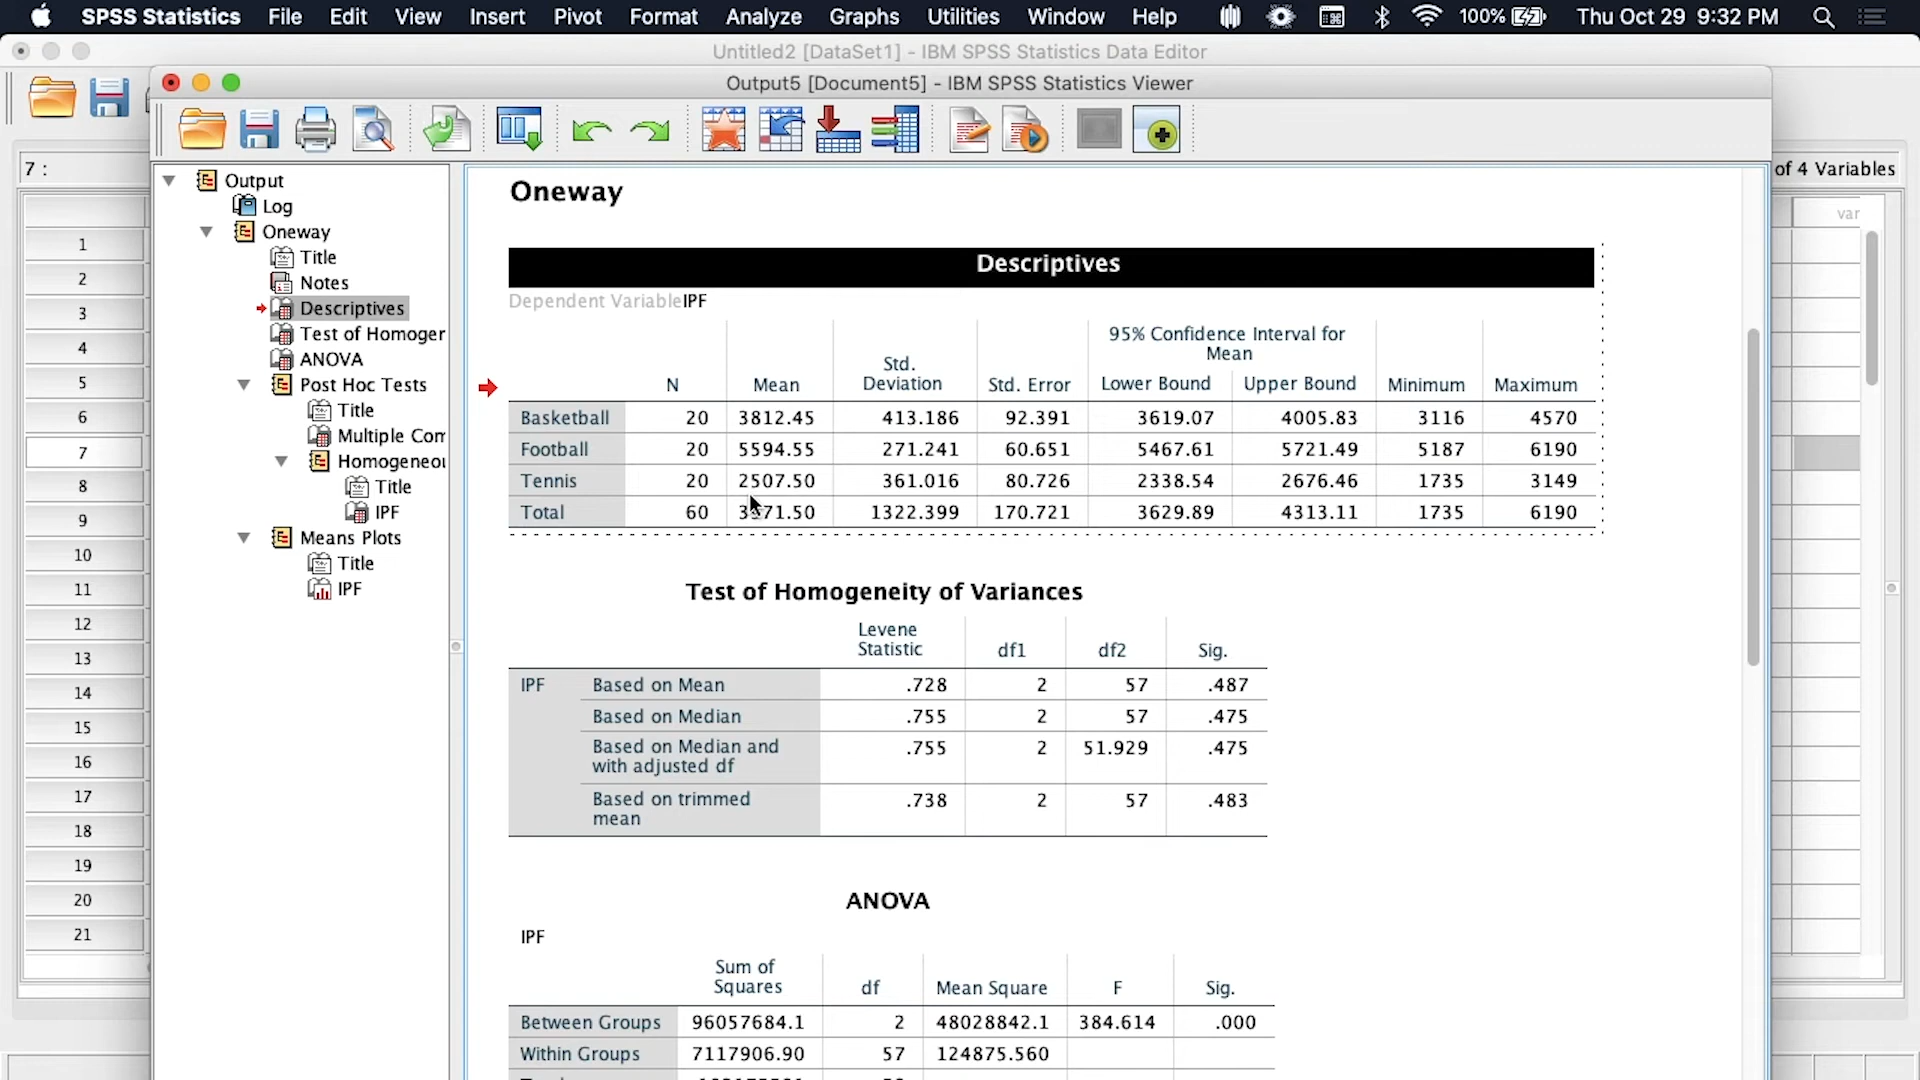 SPSS Statistics File Edit View Insert Pivot Format Analyze Graphs Utilities Window Help 100% Thu Oct 29 9:32 PM
Untitled2 [DataSet1] - IBM SPSS Statistics Data Editor
Output5 [Document5] - IBM SPSS Statistics Viewer
7 :
of 4 Variables
var
1
2
3
4
5
6
7
8
9
10
11
12
13
14
15
16
17
18
19
20
21
Output
Log
Oneway
Title
Notes
Descriptives
Test of Homoger
ANOVA
Post Hoc Tests
Title
Multiple Com
Homogeneou
Title
IPF
Means Plots
Title
IPF
Oneway
Descriptives
Dependent VariableIPF
95% Confidence Interval for
Mean
Std.
N Mean Deviation Std. Error Lower Bound Upper Bound Minimum Maximum
Basketball 20 3812.45 413.186 92.391 3619.07 4005.83 3116 4570
Football 20 5594.55 271.241 60.651 5467.61 5721.49 5187 6190
Tennis 20 2507.50 361.016 80.726 2338.54 2676.46 1735 3149
Total 60 3971.50 1322.399 170.721 3629.89 4313.11 1735 6190
Test of Homogeneity of Variances
Levene
Statistic df1 df2 Sig.
IPF Based on Mean .728 2 57 .487
Based on Median .755 2 57 .475
Based on Median and .755 2 51.929 .475
with adjusted df
Based on trimmed .738 2 57 .483
mean
ANOVA
IPF
Sum of
Squares df Mean Square F Sig.
Between Groups 96057684.1 2 48028842.1 384.614 .000
Within Groups 7117906.90 57 124875.560